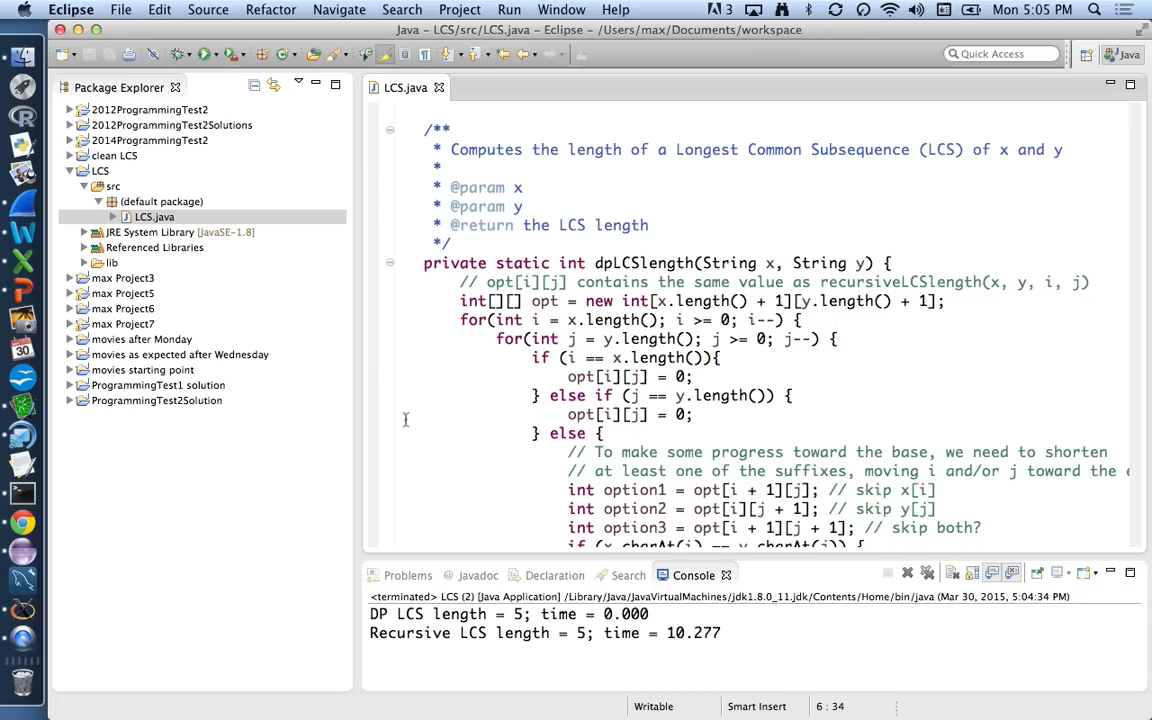 Eclipse File Edit Source Refactor Navigate Search Project Run Window Help 3 Mon 5:05 PM
Java - LCS/src/LCS.java - Eclipse - /Users/max/Documents/workspace
Quick Access Java
Package Explorer
2012ProgrammingTest2
2012ProgrammingTest2Solutions
2014ProgrammingTest2
clean LCS
LCS
src
(default package)
LCS.java
JRE System Library [JavaSE-1.8]
Referenced Libraries
lib
max Project3
max Project5
max Project6
max Project7
movies after Monday
movies as expected after Wednesday
movies starting point
ProgrammingTest1 solution
ProgrammingTest2Solution
LCS.java
/**
* Computes the length of a Longest Common Subsequence (LCS) of x and y
*
* @param x
* @param y
* @return the LCS length
*/
private static int dpLCSlength(String x, String y) {
// opt[i][j] contains the same value as recursiveLCSlength(x, y, i, j)
int[][] opt = new int[x.length() + 1][y.length() + 1];
for(int i = x.length(); i >= 0; i--) {
for(int j = y.length(); j >= 0; j--) {
if (i == x.length()){
opt[i][j] = 0;
} else if (j == y.length()) {
opt[i][j] = 0;
} else {
// To make some progress toward the base, we need to shorten
// at least one of the suffixes, moving i and/or j toward the e
int option1 = opt[i + 1][j]; // skip x[i]
int option2 = opt[i][j + 1]; // skip y[j]
int option3 = opt[i + 1][j + 1]; // skip both?
if (x.charAt(i) == y.charAt(j)) {
Problems Javadoc Declaration Search Console
<terminated> LCS (2) [Java Application] /Library/Java/JavaVirtualMachines/jdk1.8.0_11.jdk/Contents/Home/bin/java (Mar 30, 2015, 5:04:34 PM)
DP LCS length = 5; time = 0.000
Recursive LCS length = 5; time = 10.277
Writable Smart Insert 6 : 34